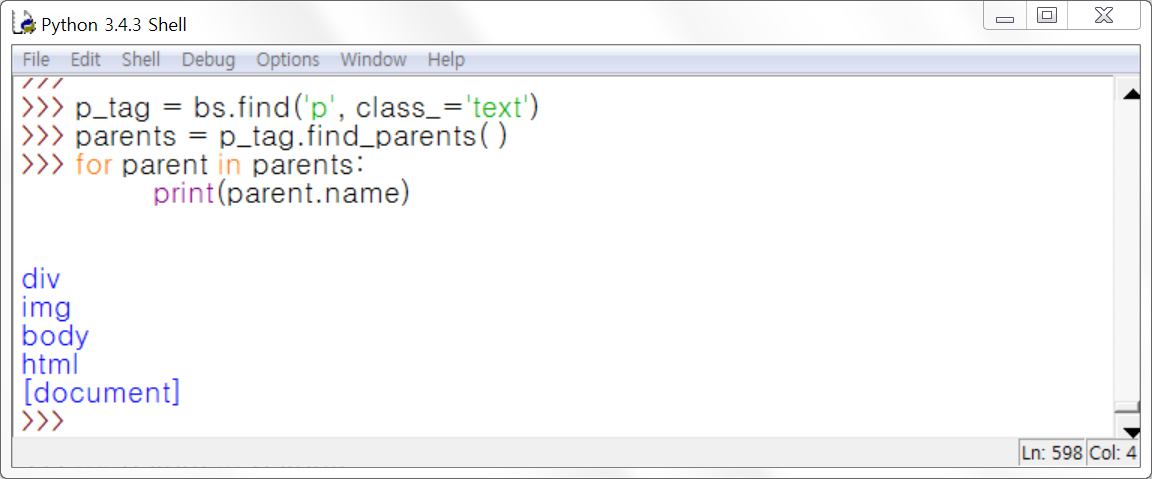 Python 3.4.3 Shell
File Edit Shell Debug Options Window Help
>>>
>>> p_tag = bs.find('p', class_='text')
>>> parents = p_tag.find_parents( )
>>> for parent in parents:
print(parent.name)
div
img
body
html
[document]
>>>
Ln: 598 Col: 4